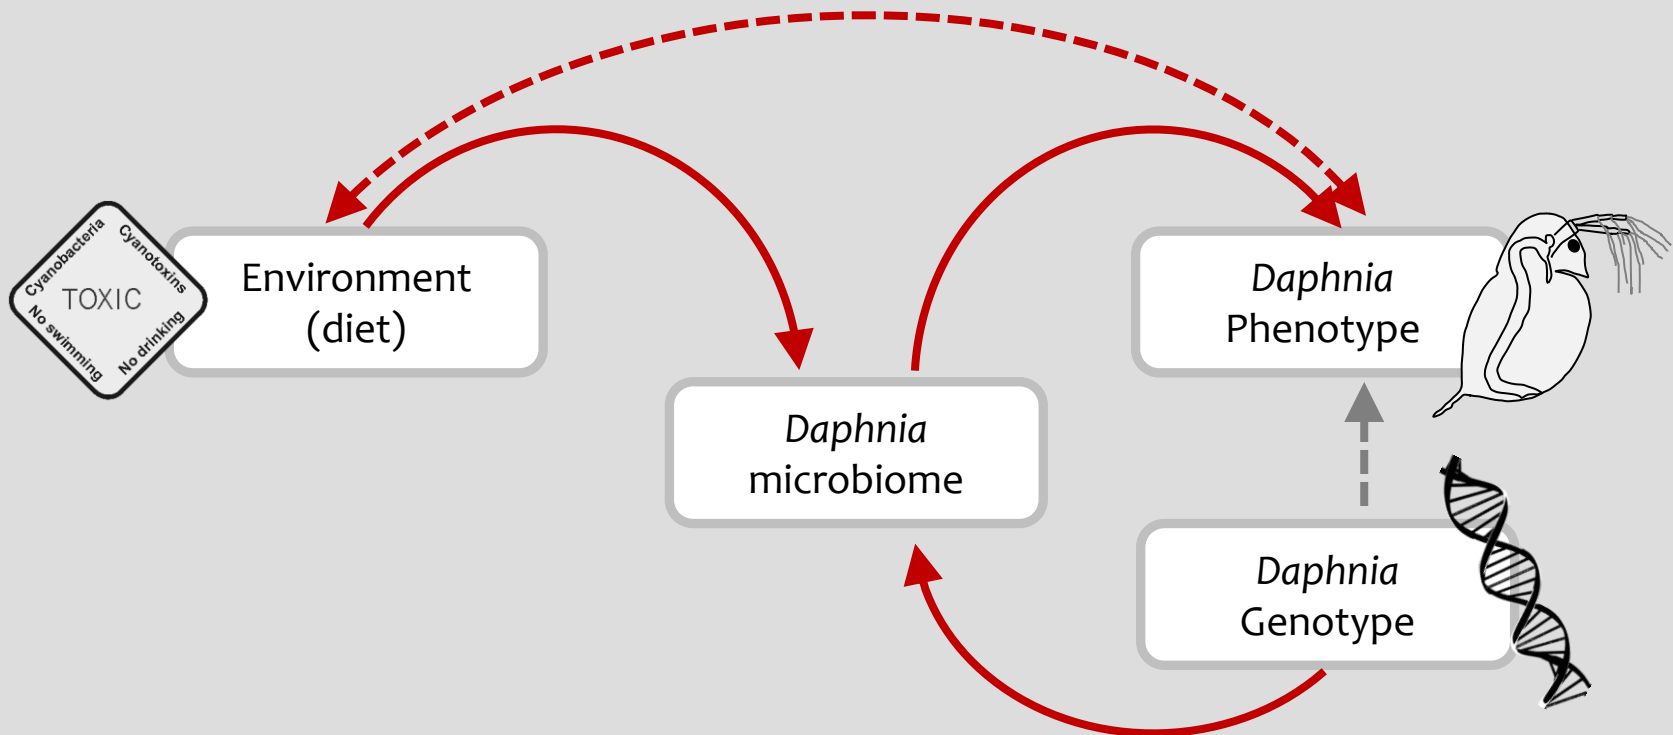 Cyanobacteria
Cyanotoxins
TOXIC
No swimming
No drinking
Environment
(diet)
Daphnia
microbiome
Daphnia
Phenotype
Daphnia
Genotype